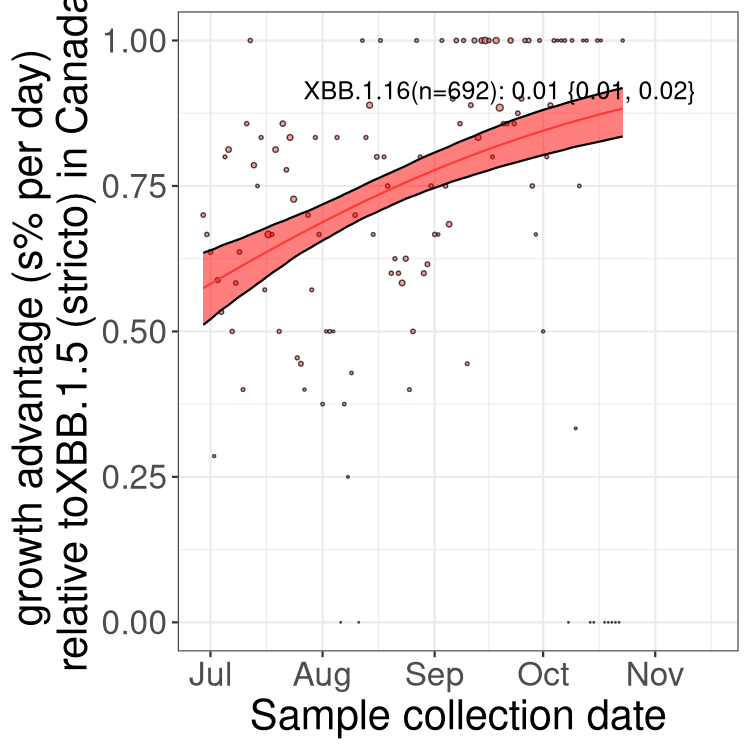 growth advantage (s% per day)
relative toXBB.1.5 (stricto) in Canada
1.00
0.75
0.50
0.25
0.00
XBB.1.16(n=692): 0.01 {0.01, 0.02}
Jul Aug Sep Oct Nov
Sample collection date